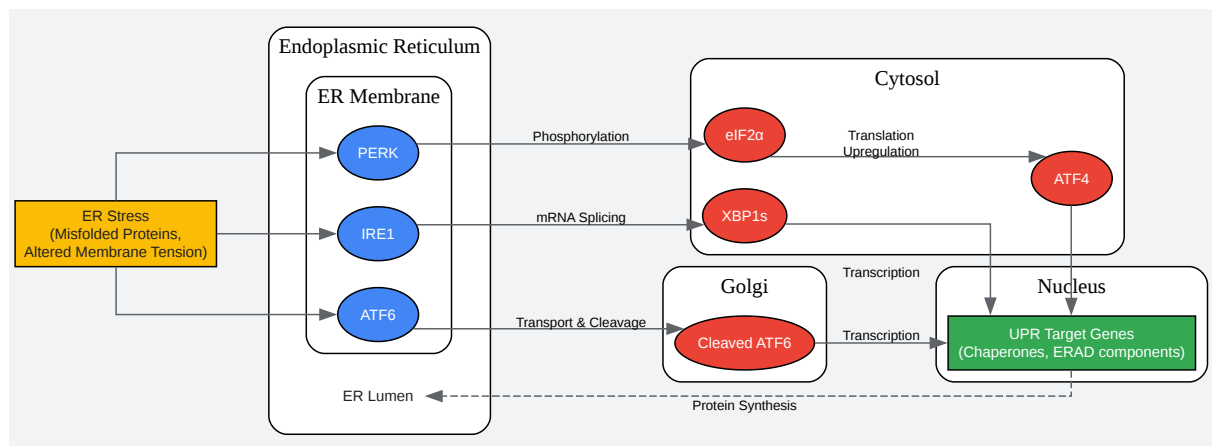 Endoplasmic Reticulum
ER Membrane
PERK
IRE1
ATF6
ER Lumen
ER Stress
(Misfolded Proteins,
Altered Membrane Tension)
Phosphorylation
mRNA Splicing
Transport & Cleavage
Cytosol
eIF2α
Translation
Upregulation
ATF4
XBP1s
Transcription
Golgi
Cleaved ATF6
Transcription
Nucleus
UPR Target Genes
(Chaperones, ERAD components)
Protein Synthesis